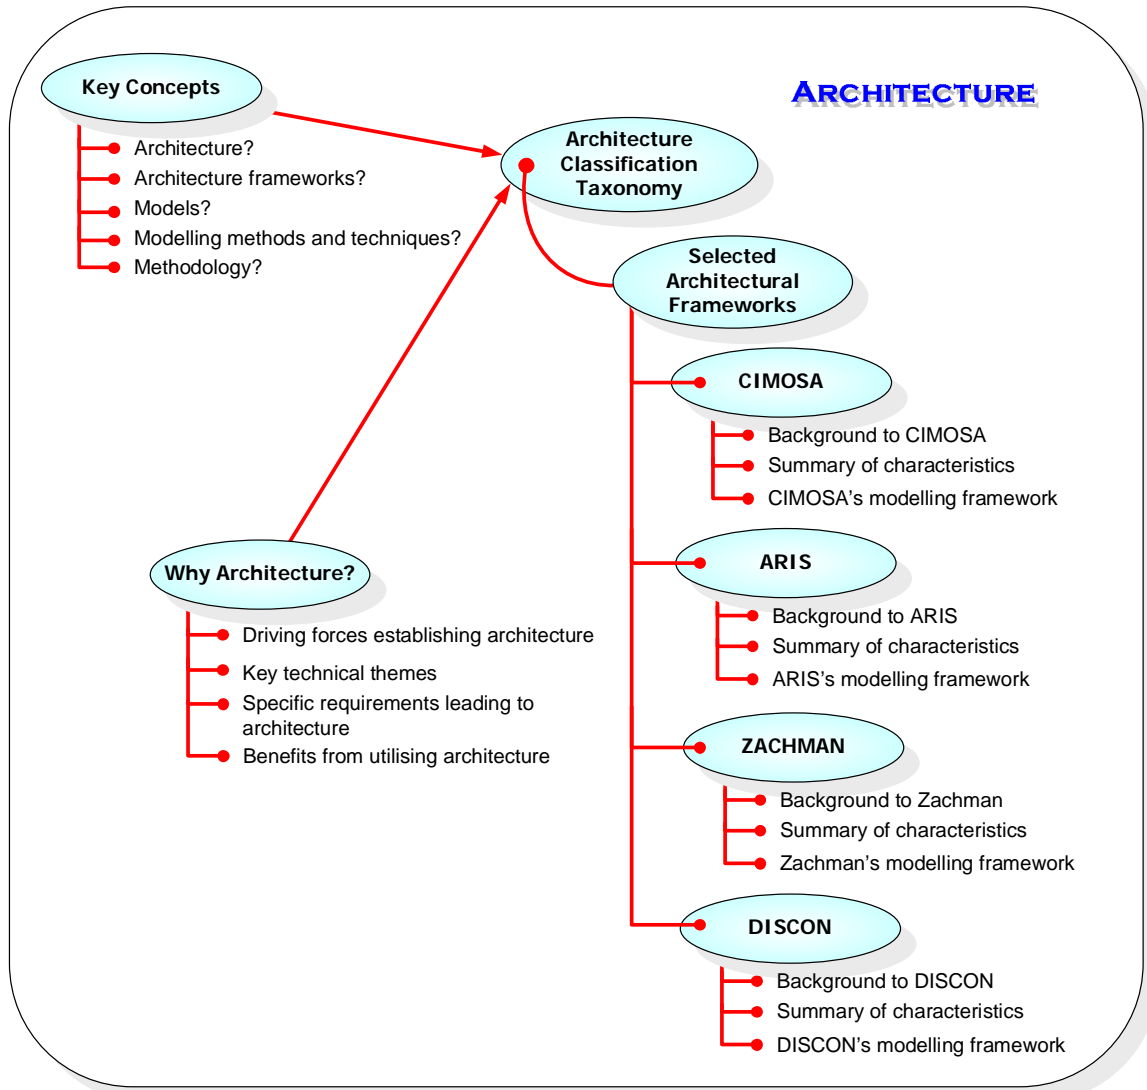 ARCHITECTURE
Key Concepts
Architecture?
Architecture frameworks?
Models?
Modelling methods and techniques?
Methodology?
Architecture
Classification
Taxonomy
Selected
Architectural
Frameworks
CIMOSA
Background to CIMOSA
Summary of characteristics
CIMOSA's modelling framework
Why Architecture?
Driving forces establishing architecture
Key technical themes
Specific requirements leading to
architecture
Benefits from utilising architecture
ARIS
Background to ARIS
Summary of characteristics
ARIS's modelling framework
ZACHMAN
Background to Zachman
Summary of characteristics
Zachman's modelling framework
DISCON
Background to DISCON
Summary of characteristics
DISCON's modelling framework